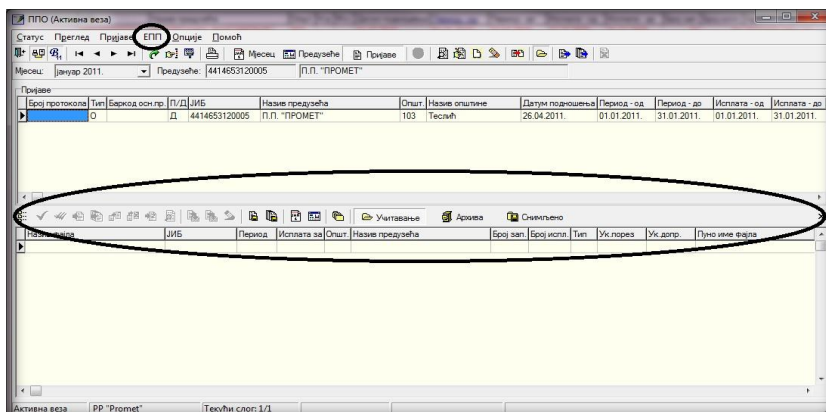 ППО (Активна веза)
Статус Преглед Пријаве ЕПП Опције Помоћ
Мјесец Предузеће Пријаве
Мјесец: јануар 2011. Предузеће: 4414653120005 П.П. "ПРОМЕТ"
Пријаве
Број протокола Тип Баркод осн.пр. П/Д ЈИБ Назив предузећа Општ. Назив општине Датум подношења Период - од Период - до Исплата - од Исплата - до
О Д 4414653120005 П.П. "ПРОМЕТ" 103 Теслић 26.04.2011. 01.01.2011. 31.01.2011. 01.01.2011. 31.01.2011.
Учитавање Архива Снимљено
Назив фајла ЈИБ Период Исплата за Општ. Назив предузећа Број зап. Број испл. Тип Ук.порез Ук.допр. Пуно име фајла
Активна веза PP "Promet" Текући слог: 1/1